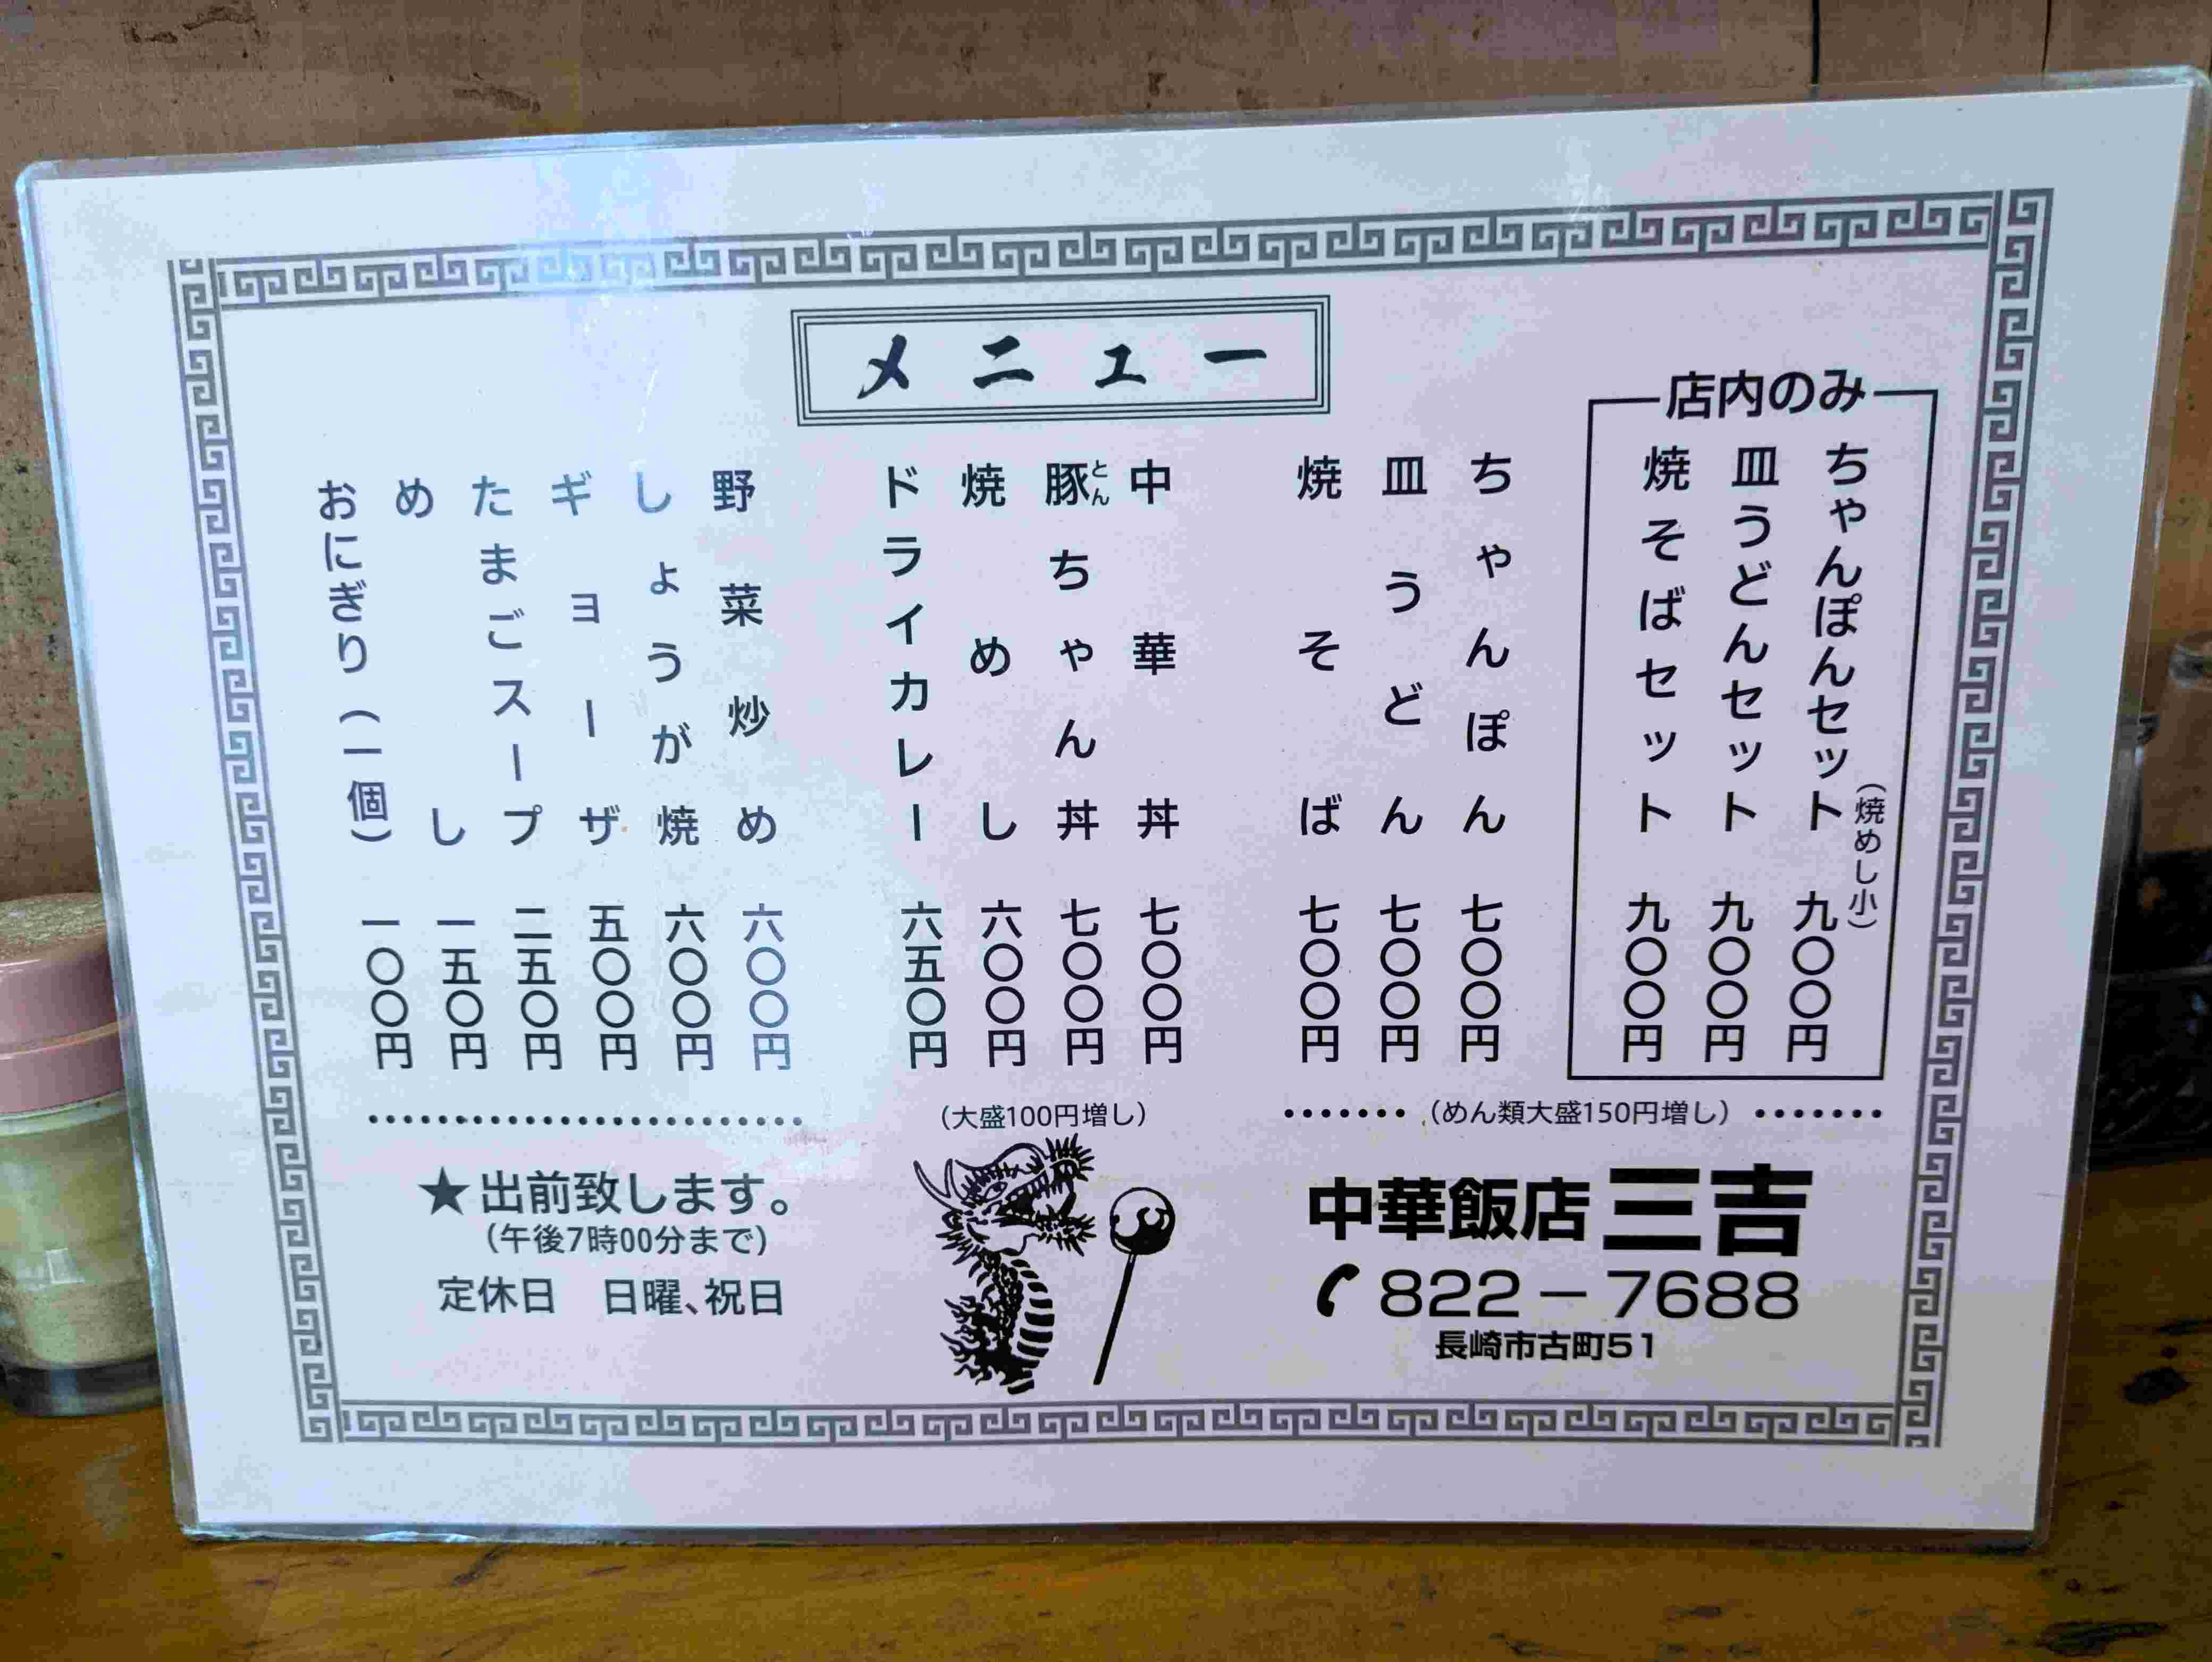 メニュー
店内のみ
ちゃんぽんセット 九〇〇円
(焼めし小)
皿うどんセット 九〇〇円
焼そばセット 九〇〇円
ちゃんぽん 七〇〇円
皿うどん 七〇〇円
焼そば 七〇〇円
(めん類大盛150円増し)
中華丼 七〇〇円
豚ちゃん丼 七〇〇円
とん
焼めし 六〇〇円
ドライカレー 六五〇円
(大盛100円増し)
野菜炒め 六〇〇円
しょうが焼 六〇〇円
ギョーザ 五〇〇円
たまごスープ 二五〇円
めし 一五〇円
おにぎり(一個) 一〇〇円
★出前致します。
(午後7時00分まで)
定休日 日曜、祝日
中華飯店 三吉
822－7688
長崎市古町51